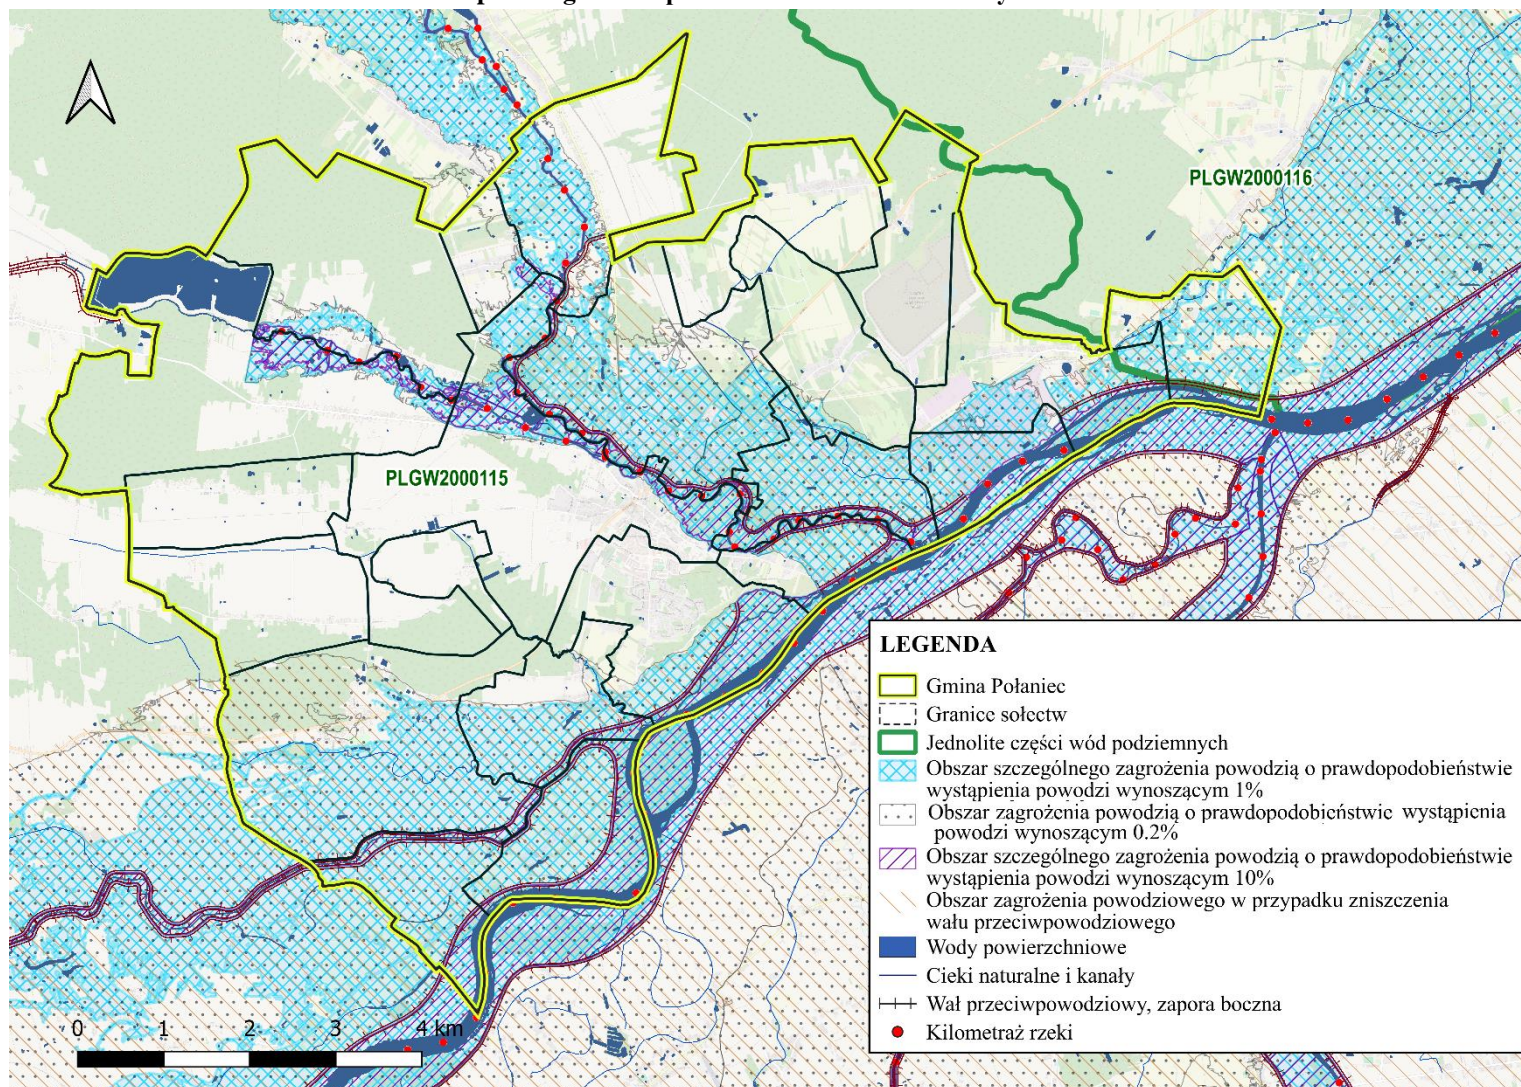 PLGW2000116
PLGW2000115
LEGENDA
Gmina Połaniec
Granice sołectw
Jednolite części wód podziemnych
Obszar szczególnego zagrożenia powodzią o prawdopodobieństwie
wystąpienia powodzi wynoszącym 1%
Obszar zagrożenia powodzią o prawdopodobieństwie wystąpienia
powodzi wynoszącym 0.2%
Obszar szczególnego zagrożenia powodzią o prawdopodobieństwie
wystąpienia powodzi wynoszącym 10%
Obszar zagrożenia powodziowego w przypadku zniszczenia
wału przeciwpowodziowego
Wody powierzchniowe
Cieki naturalne i kanały
Wał przeciwpowodziowy, zapora boczna
Kilometraż rzeki
0 1 2 3 4 km